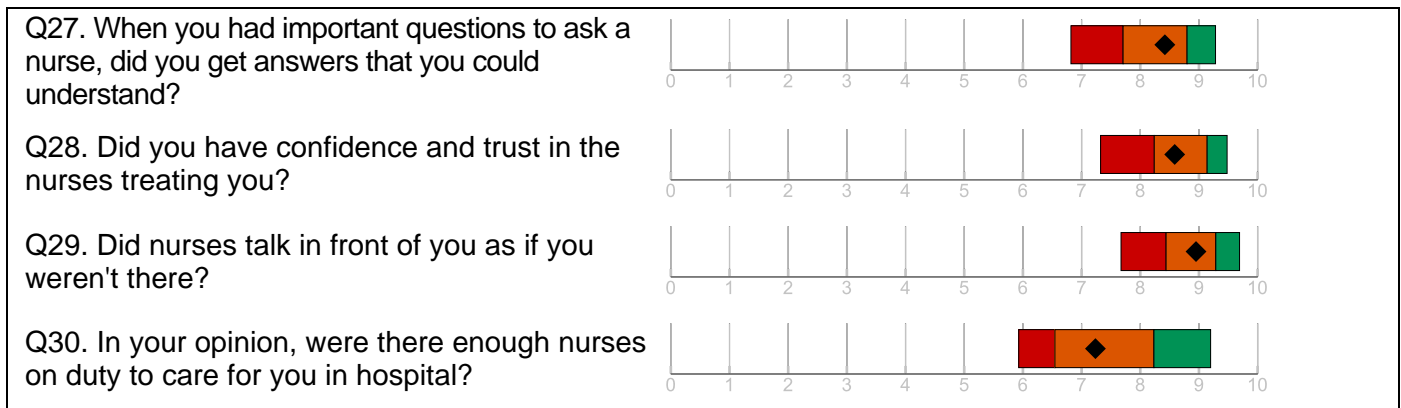 Q27. When you had important questions to ask a
nurse, did you get answers that you could
understand?
0 1 2 3 4 5 6 7 8 9 10
Q28. Did you have confidence and trust in the
nurses treating you?
0 1 2 3 4 5 6 7 8 9 10
Q29. Did nurses talk in front of you as if you
weren't there?
0 1 2 3 4 5 6 7 8 9 10
Q30. In your opinion, were there enough nurses
on duty to care for you in hospital?
0 1 2 3 4 5 6 7 8 9 10